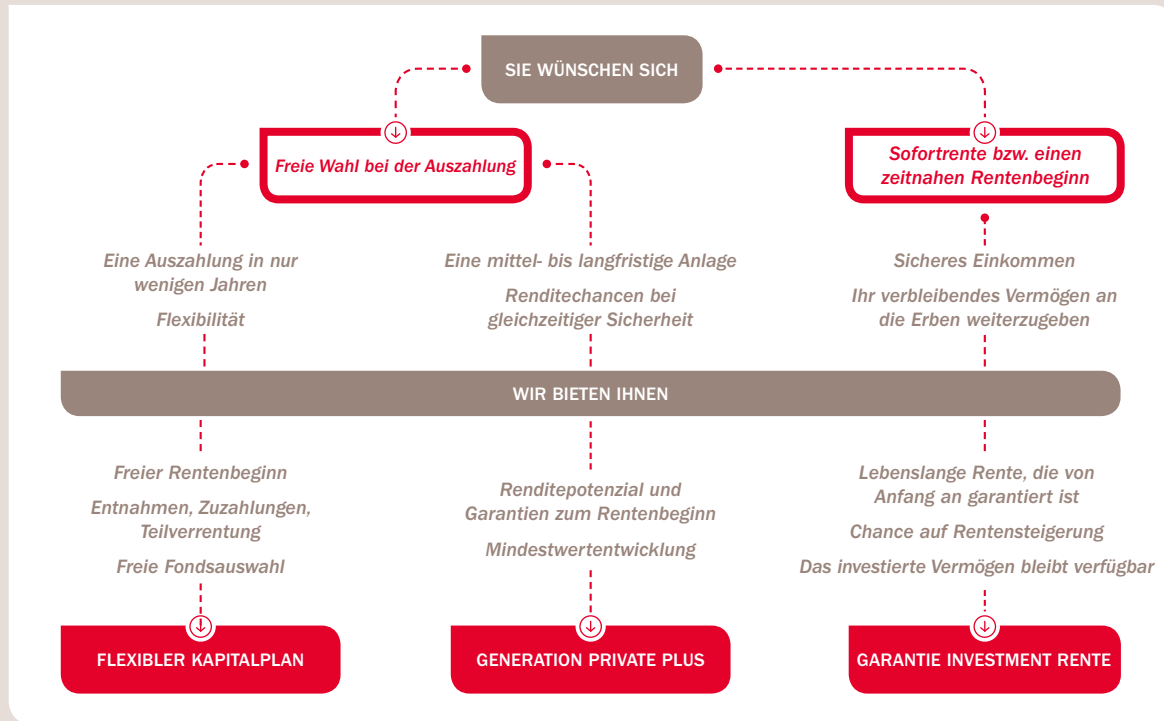 SIE WÜNSCHEN SICH
Freie Wahl bei der Auszahlung
Sofortrente bzw. einen
zeitnahen Rentenbeginn
Eine Auszahlung in nur
wenigen Jahren
Flexibilität
Eine mittel- bis langfristige Anlage
Renditechancen bei
gleichzeitiger Sicherheit
Sicheres Einkommen
Ihr verbleibendes Vermögen an
die Erben weiterzugeben
WIR BIETEN IHNEN
Freier Rentenbeginn
Entnahmen, Zuzahlungen,
Teilverrentung
Freie Fondsauswahl
Renditepotenzial und
Garantien zum Rentenbeginn
Mindestwertentwicklung
Lebenslange Rente, die von
Anfang an garantiert ist
Chance auf Rentensteigerung
Das investierte Vermögen bleibt verfügbar
FLEXIBLER KAPITALPLAN
GENERATION PRIVATE PLUS
GARANTIE INVESTMENT RENTE